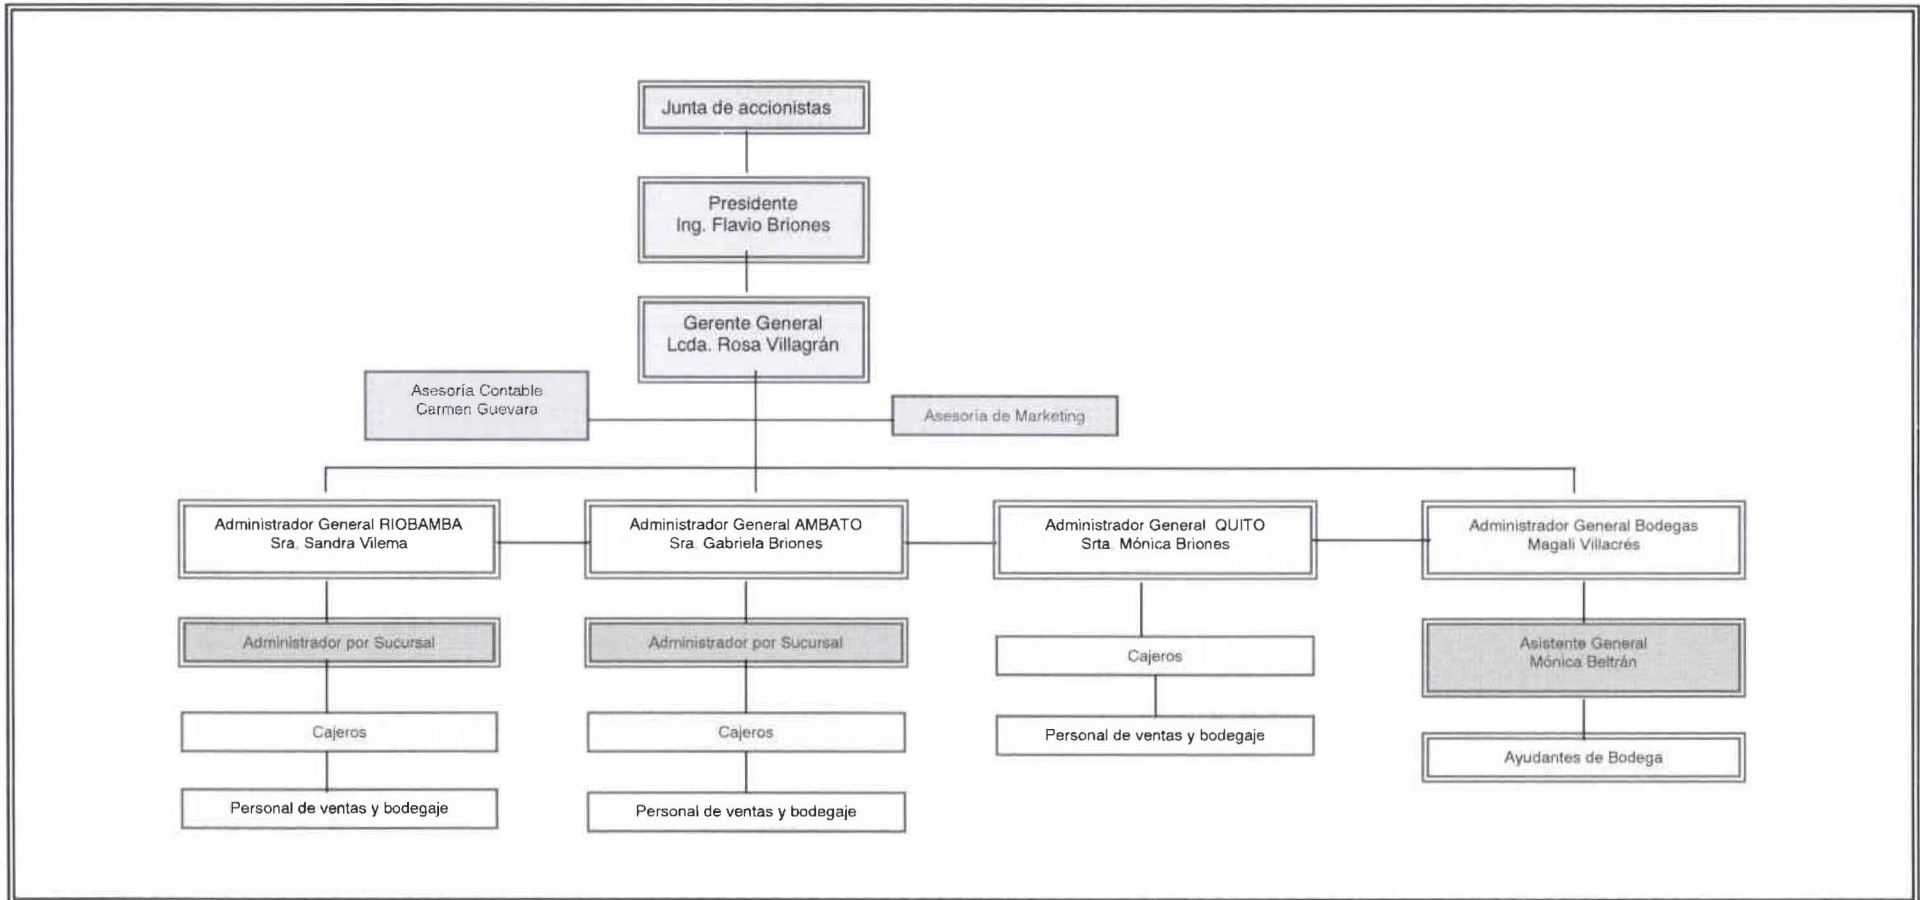 Junta de accionistas
Presidente
Ing. Flavio Briones
Gerente General
Lcda. Rosa Villagrán
Asesoría Contable
Carmen Guevara
Asesoría de Marketing
Administrador General RIOBAMBA
Sra. Sandra Vilema
Administrador General AMBATO
Sra. Gabriela Briones
Administrador General QUITO
Srta. Mónica Briones
Administrador General Bodegas
Magali Villacrés
Administrador por Sucursal
Administrador por Sucursal
Cajeros
Asistente General
Mónica Beltrán
Cajeros
Cajeros
Personal de ventas y bodegaje
Ayudantes de Bodega
Personal de ventas y bodegaje
Personal de ventas y bodegaje